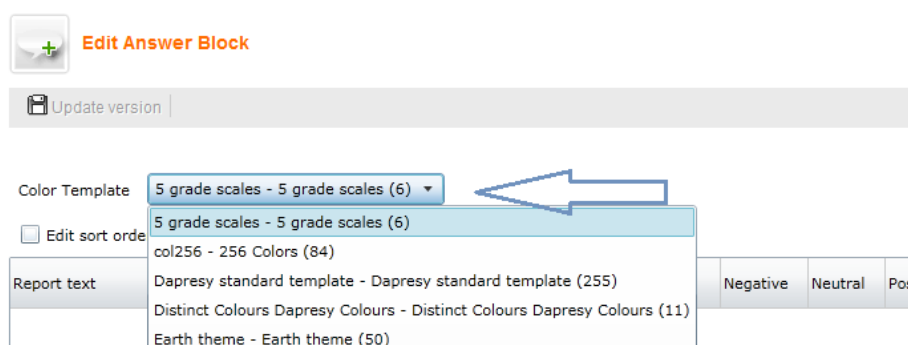 Edit Answer Block
Update version
Color Template
5 grade scales - 5 grade scales (6)
5 grade scales - 5 grade scales (6)
Edit sort orde
col256 - 256 Colors (84)
Report text
Dapresy standard template - Dapresy standard template (255)
Negative
Neutral
Pos
Distinct Colours Dapresy Colours - Distinct Colours Dapresy Colours (11)
Earth theme - Earth theme (50)